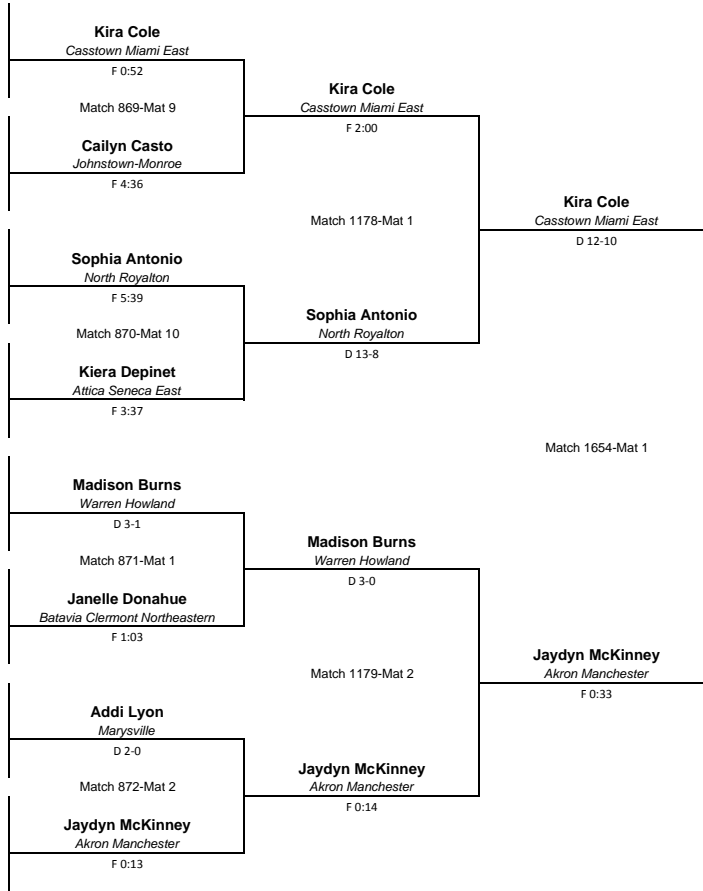 Kira Cole
Casstown Miami East
F 0:52
Match 869-Mat 9
Cailyn Casto
Johnstown-Monroe
F 4:36
Sophia Antonio
North Royalton
F 5:39
Match 870-Mat 10
Kiera Depinet
Attica Seneca East
F 3:37
Madison Burns
Warren Howland
D 3-1
Match 871-Mat 1
Janelle Donahue
Batavia Clermont Northeastern
F 1:03
Addi Lyon
Marysville
D 2-0
Match 872-Mat 2
Jaydyn McKinney
Akron Manchester
F 0:13
Kira Cole
Casstown Miami East
F 2:00
Match 1178-Mat 1
Sophia Antonio
North Royalton
D 13-8
Madison Burns
Warren Howland
D 3-0
Match 1179-Mat 2
Jaydyn McKinney
Akron Manchester
F 0:14
Kira Cole
Casstown Miami East
D 12-10
Match 1654-Mat 1
Jaydyn McKinney
Akron Manchester
F 0:33